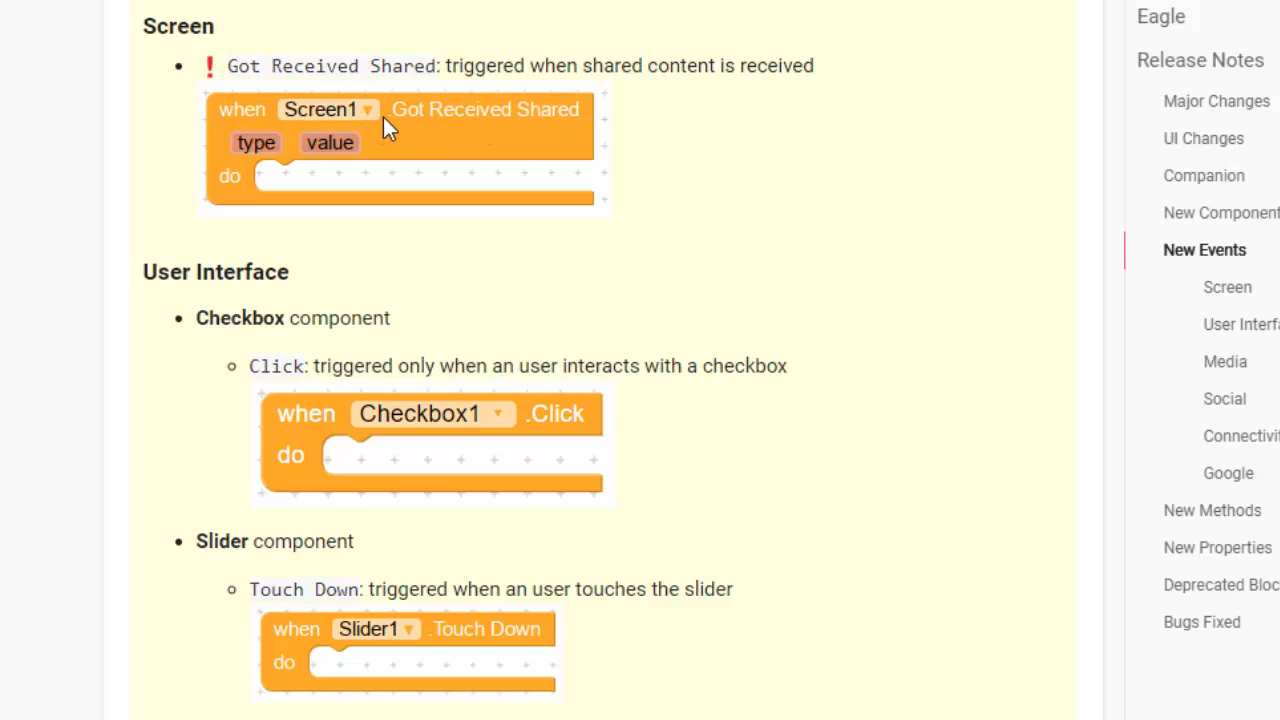 Screen
❗ Got Received Shared: triggered when shared content is received
when Screen1 .Got Received Shared
type value
do
User Interface
Checkbox component
Click: triggered only when an user interacts with a checkbox
when Checkbox1 .Click
do
Slider component
Touch Down: triggered when an user touches the slider
when Slider1 .Touch Down
do
Eagle
Release Notes
Major Changes
UI Changes
Companion
New Component
New Events
Screen
User Interfa
Media
Social
Connectivit
Google
New Methods
New Properties
Deprecated Bloc
Bugs Fixed